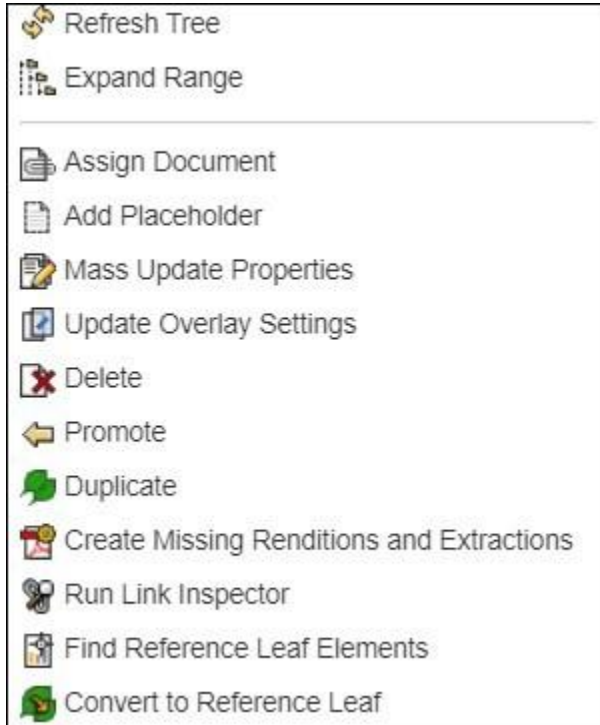 Refresh Tree
Expand Range
Assign Document
Add Placeholder
Mass Update Properties
Update Overlay Settings
Delete
Promote
Duplicate
Create Missing Renditions and Extractions
Run Link Inspector
Find Reference Leaf Elements
Convert to Reference Leaf